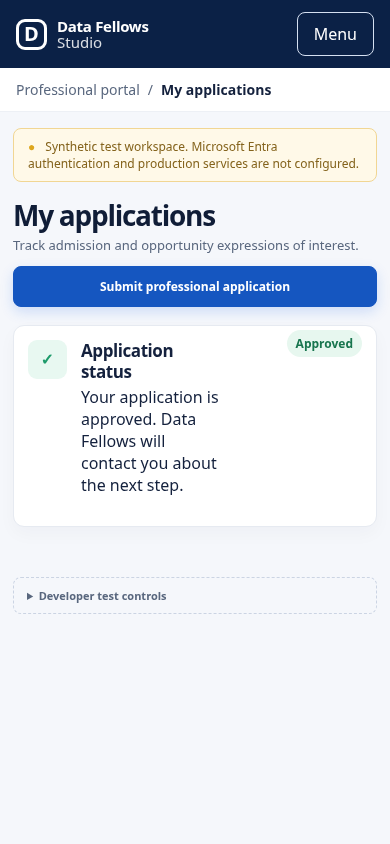 D
Data Fellows
Studio
Menu
Professional portal / My applications
● Synthetic test workspace. Microsoft Entra
authentication and production services are not configured.
My applications
Track admission and opportunity expressions of interest.
Submit professional application
✓
Application
status
Approved
Your application is
approved. Data
Fellows will
contact you about
the next step.
▶ Developer test controls